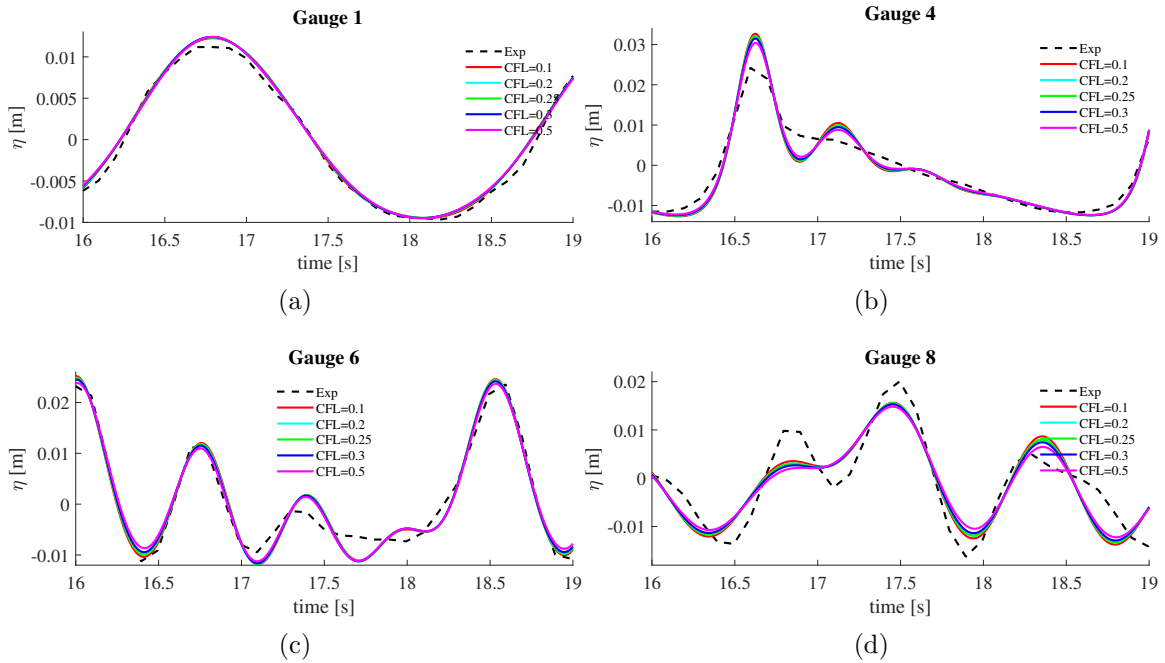 Gauge 1
η [m]
0.01
0.005
0
-0.005
-0.01
Exp
CFL=0.1
CFL=0.2
CFL=0.25
CFL=0.3
CFL=0.5
16
16.5
17
17.5
18
18.5
19
time [s]
(a)
Gauge 4
η [m]
0.03
0.02
0.01
0
-0.01
Exp
CFL=0.1
CFL=0.2
CFL=0.25
CFL=0.3
CFL=0.5
16
16.5
17
17.5
18
18.5
19
time [s]
(b)
Gauge 6
η [m]
0.02
0.01
0
-0.01
Exp
CFL=0.1
CFL=0.2
CFL=0.25
CFL=0.3
CFL=0.5
16
16.5
17
17.5
18
18.5
19
time [s]
(c)
Gauge 8
η [m]
0.02
0.01
0
-0.01
Exp
CFL=0.1
CFL=0.2
CFL=0.25
CFL=0.3
CFL=0.5
16
16.5
17
17.5
18
18.5
19
time [s]
(d)